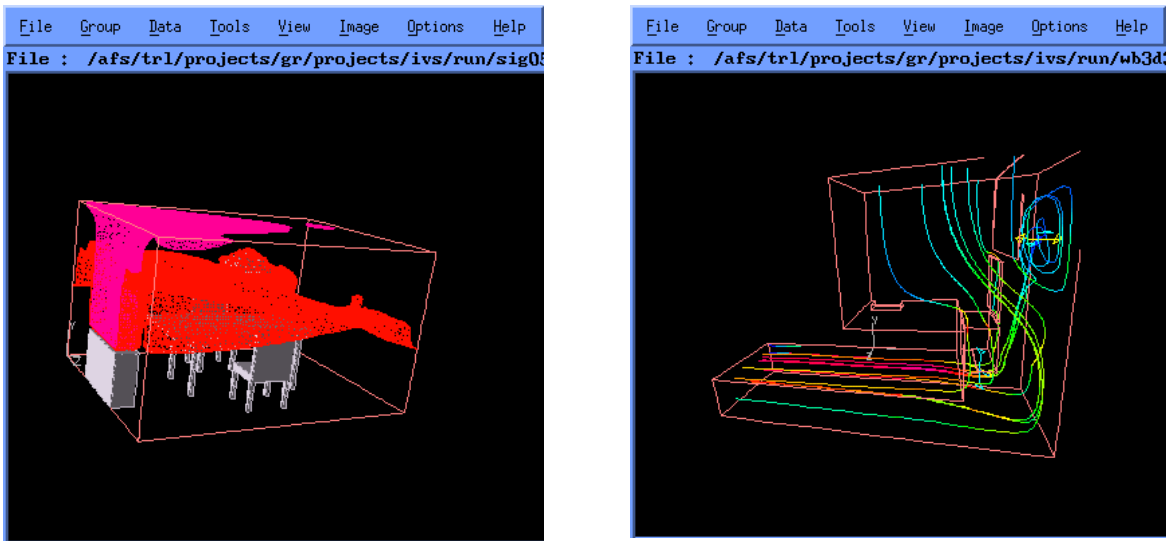 File Group Data Tools View Image Options Help
File : /afs/trl/projects/gr/projects/ivs/run/sig05
Y
Z
File Group Data Tools View Image Options Help
File : /afs/trl/projects/gr/projects/ivs/run/wb3d
Y